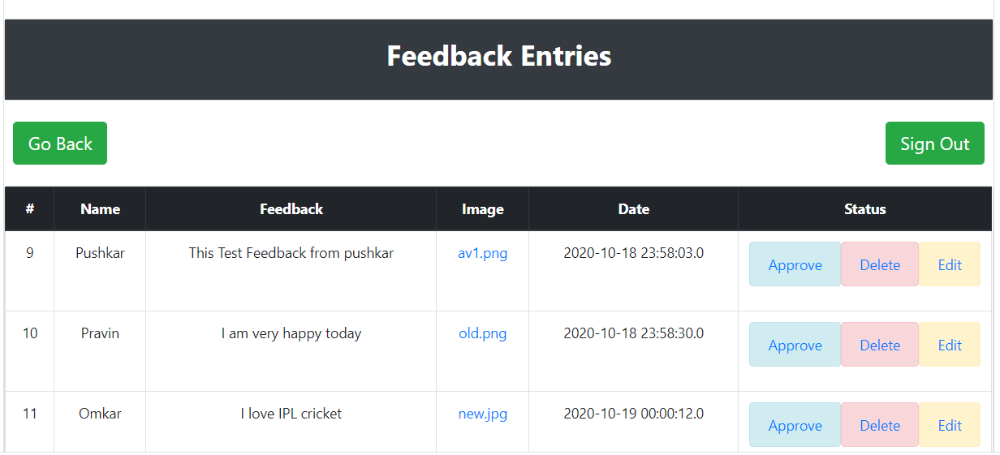 Feedback Entries
Go Back Sign Out
# Name Feedback Image Date Status
9 Pushkar This Test Feedback from pushkar av1.png 2020-10-18 23:58:03.0 Approve Delete Edit
10 Pravin I am very happy today old.png 2020-10-18 23:58:30.0 Approve Delete Edit
11 Omkar I love IPL cricket new.jpg 2020-10-19 00:00:12.0 Approve Delete Edit